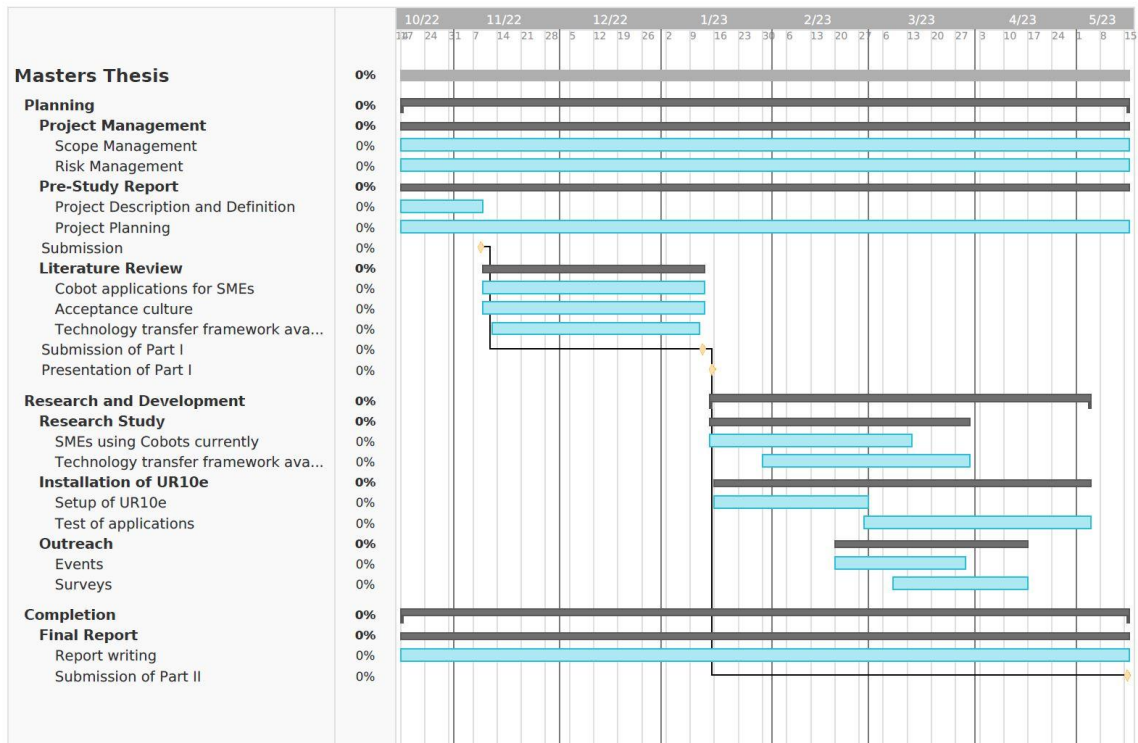 10/22 11/22 12/22 1/23 2/23 3/23 4/23 5/23
17 24 31 7 14 21 28 5 12 19 26 2 9 16 23 30 6 13 20 27 6 13 20 27 3 10 17 24 1 8 15
Masters Thesis 0%
Planning 0%
Project Management 0%
Scope Management 0%
Risk Management 0%
Pre-Study Report 0%
Project Description and Definition 0%
Project Planning 0%
Submission 0%
Literature Review 0%
Cobot applications for SMEs 0%
Acceptance culture 0%
Technology transfer framework ava... 0%
Submission of Part I 0%
Presentation of Part I 0%
Research and Development 0%
Research Study 0%
SMEs using Cobots currently 0%
Technology transfer framework ava... 0%
Installation of UR10e 0%
Setup of UR10e 0%
Test of applications 0%
Outreach 0%
Events 0%
Surveys 0%
Completion 0%
Final Report 0%
Report writing 0%
Submission of Part II 0%